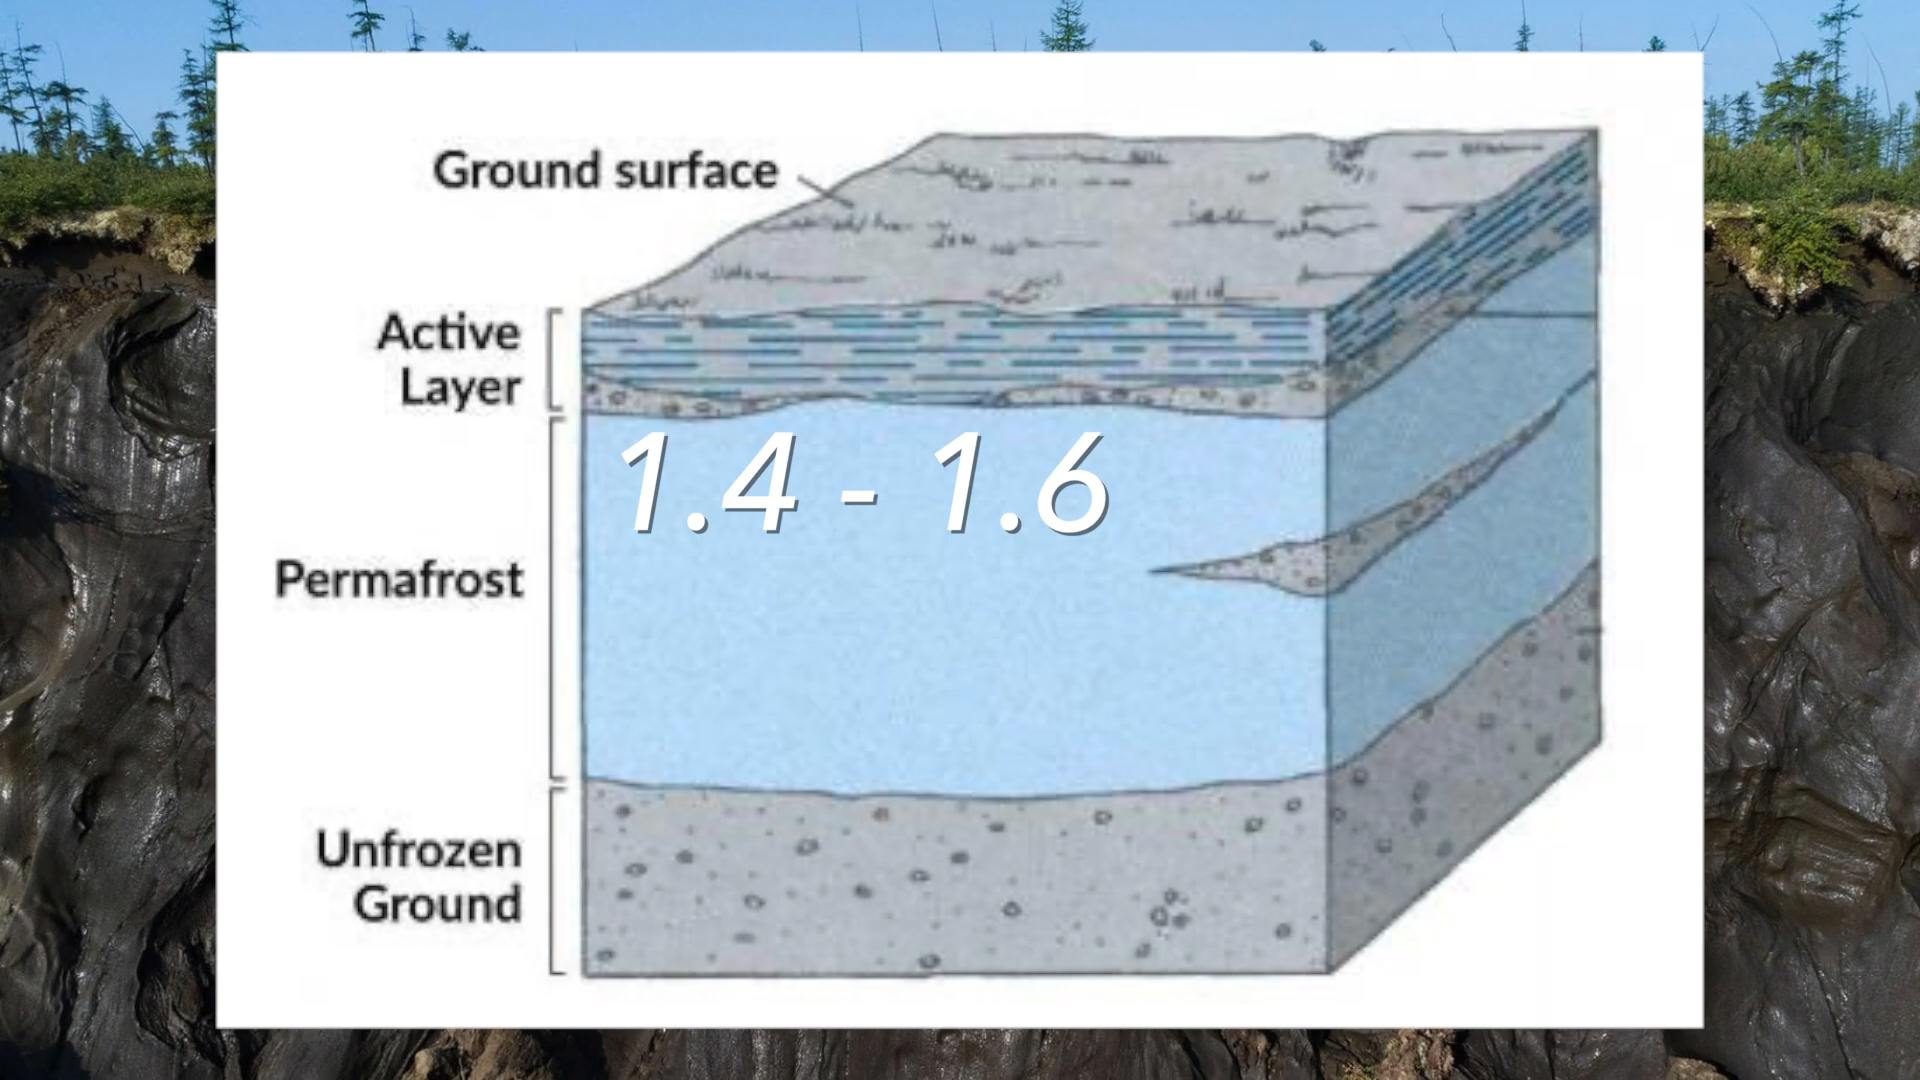 Ground surface
Active
Layer
1.4 - 1.6
Permafrost
Unfrozen
Ground